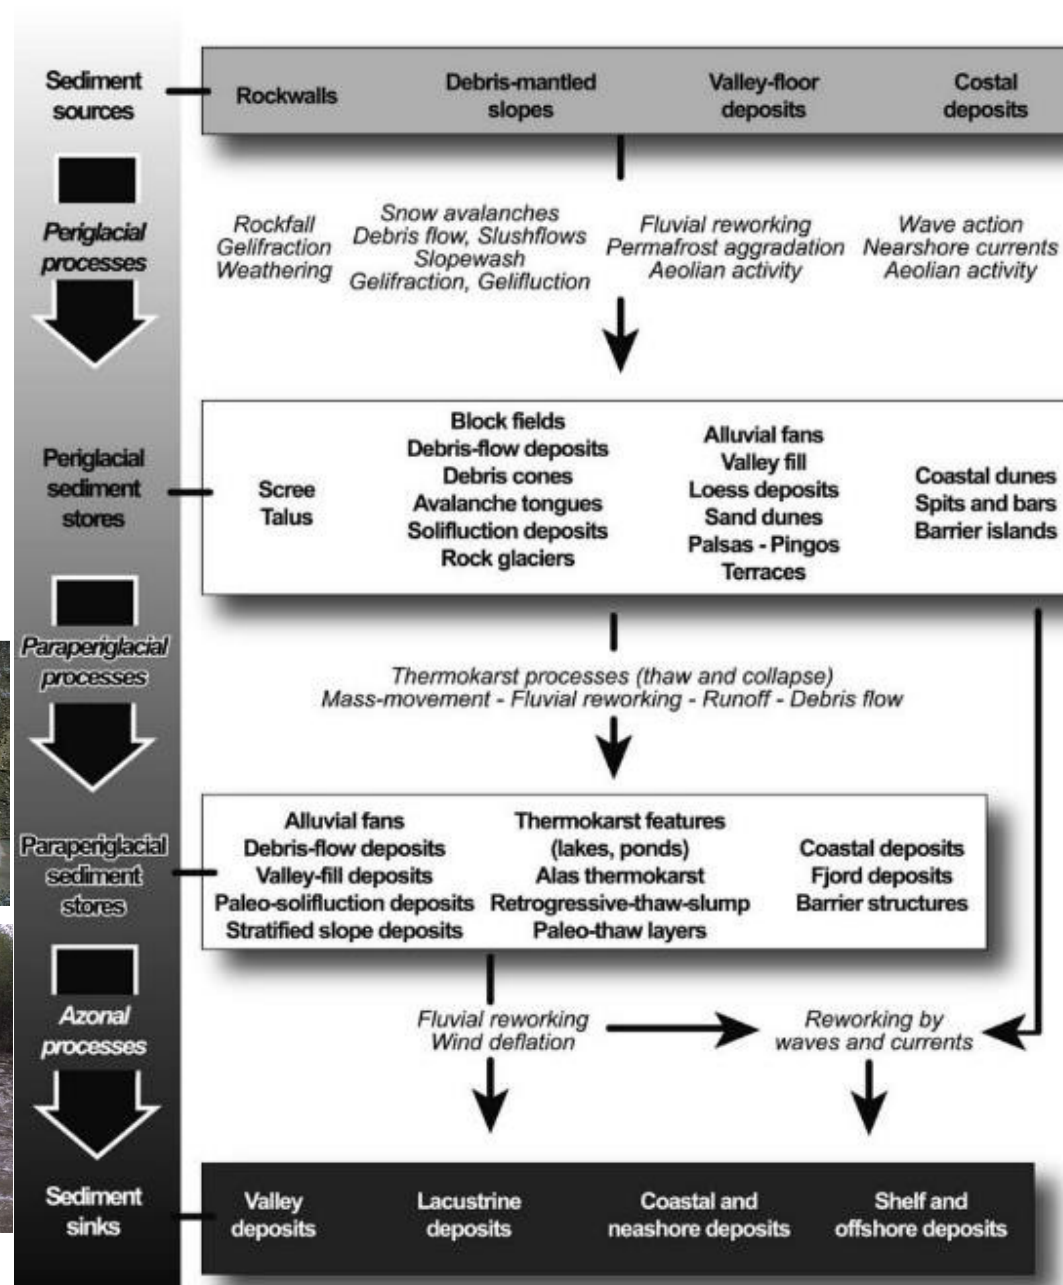 Sediment
sources
Rockwalls
Debris-mantled
slopes
Valley-floor
deposits
Costal
deposits
Periglacial
processes
Rockfall
Gelifraction
Weathering
Snow avalanches
Debris flow, Slushflows
Slopewash
Gelifraction, Gelifluction
Fluvial reworking
Permafrost aggradation
Aeolian activity
Wave action
Nearshore currents
Aeolian activity
Periglacial
sediment
stores
Scree
Talus
Block fields
Debris-flow deposits
Debris cones
Avalanche tongues
Solifluction deposits
Rock glaciers
Alluvial fans
Valley fill
Loess deposits
Sand dunes
Palsas - Pingos
Terraces
Coastal dunes
Spits and bars
Barrier islands
Paraperiglacial
processes
Thermokarst processes (thaw and collapse)
Mass-movement - Fluvial reworking - Runoff - Debris flow
Paraperiglacial
sediment
stores
Alluvial fans
Debris-flow deposits
Valley-fill deposits
Paleo-solifluction deposits
Stratified slope deposits
Thermokarst features
(lakes, ponds)
Alas thermokarst
Retrogressive-thaw-slump
Paleo-thaw layers
Coastal deposits
Fjord deposits
Barrier structures
Azonal
processes
Fluvial reworking
Wind deflation
Reworking by
waves and currents
Sediment
sinks
Valley
deposits
Lacustrine
deposits
Coastal and
neashore deposits
Shelf and
offshore deposits